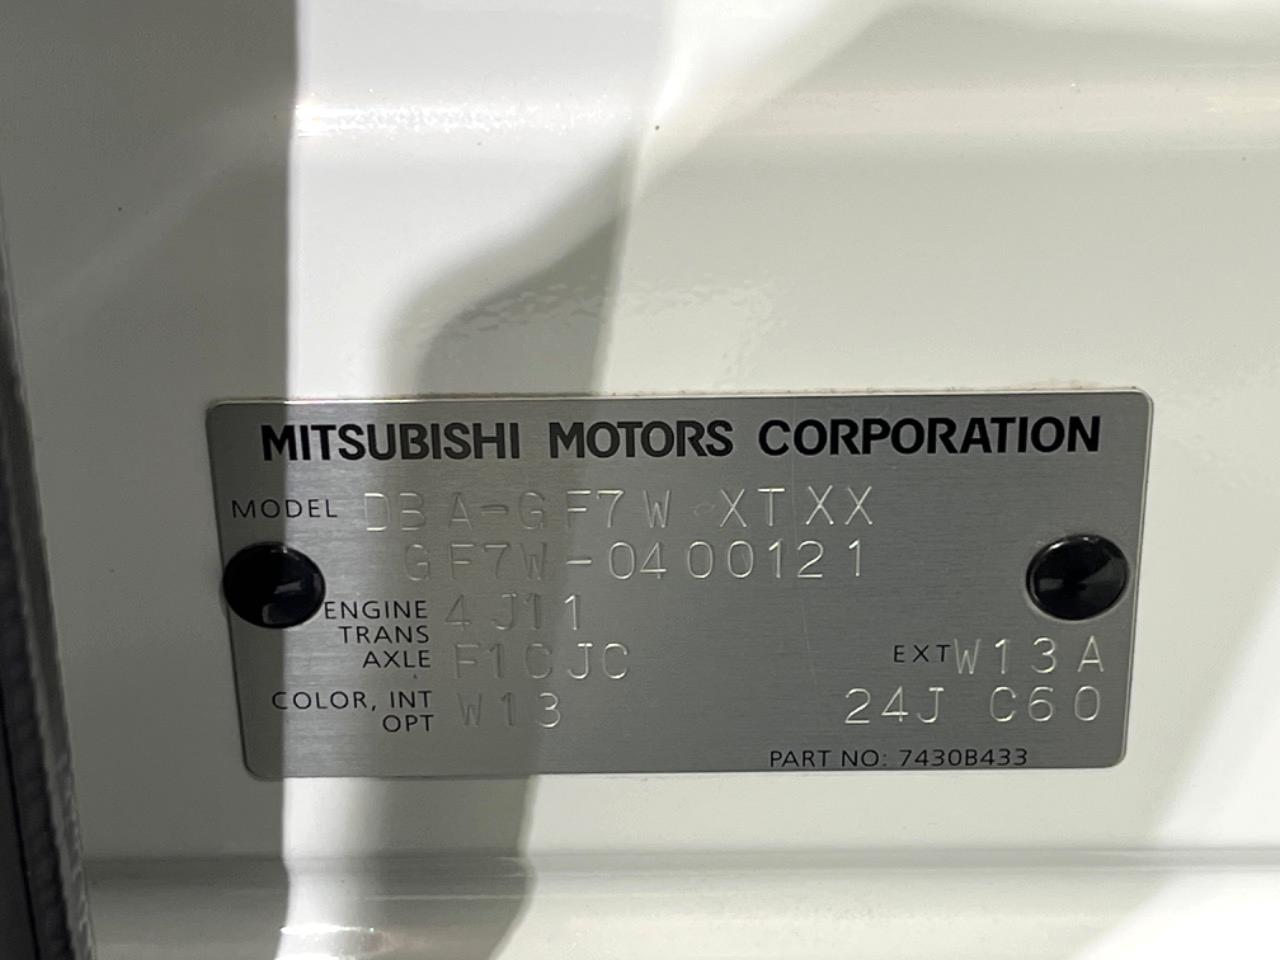 MITSUBISHI MOTORS CORPORATION
MODEL DBA-GF7W XTXX
GF7W-0400121
ENGINE 4J11
TRANS
AXLE F1CJC EXT W13A
COLOR, INT W13 24J C60
OPT
PART NO: 7430B433